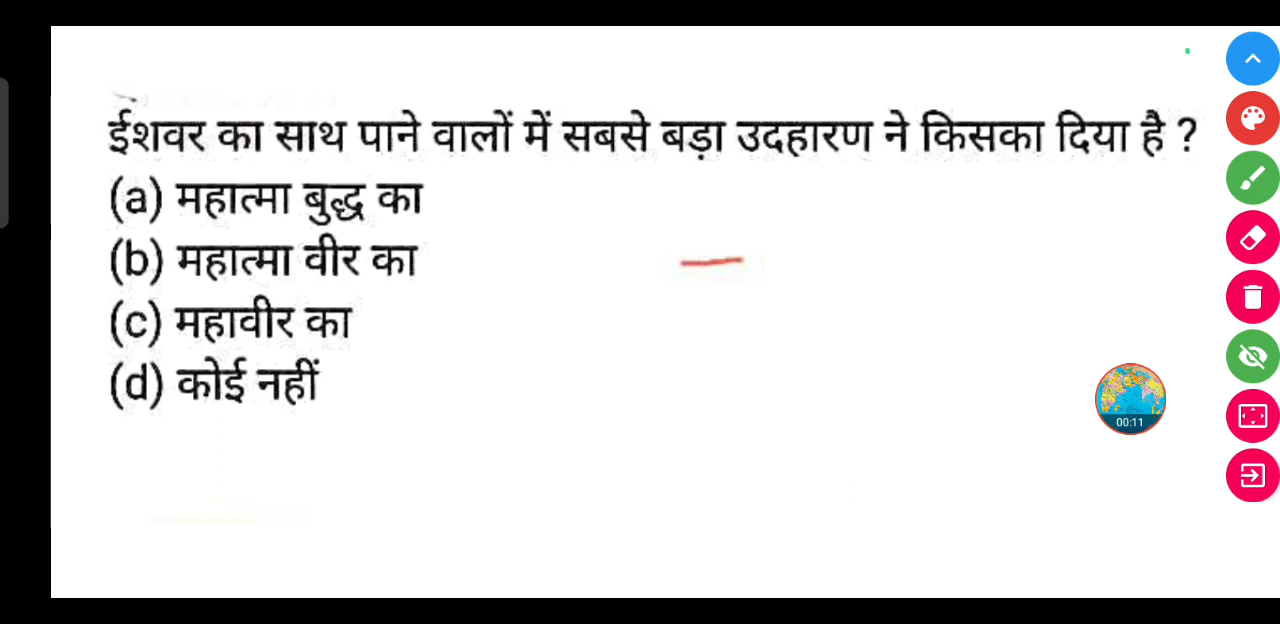 ईशवर का साथ पाने वालों में सबसे बड़ा उदहारण ने किसका दिया है ?
(a) महात्मा बुद्ध का
(b) महात्मा वीर का
(c) महावीर का
(d) कोई नहीं
00:11